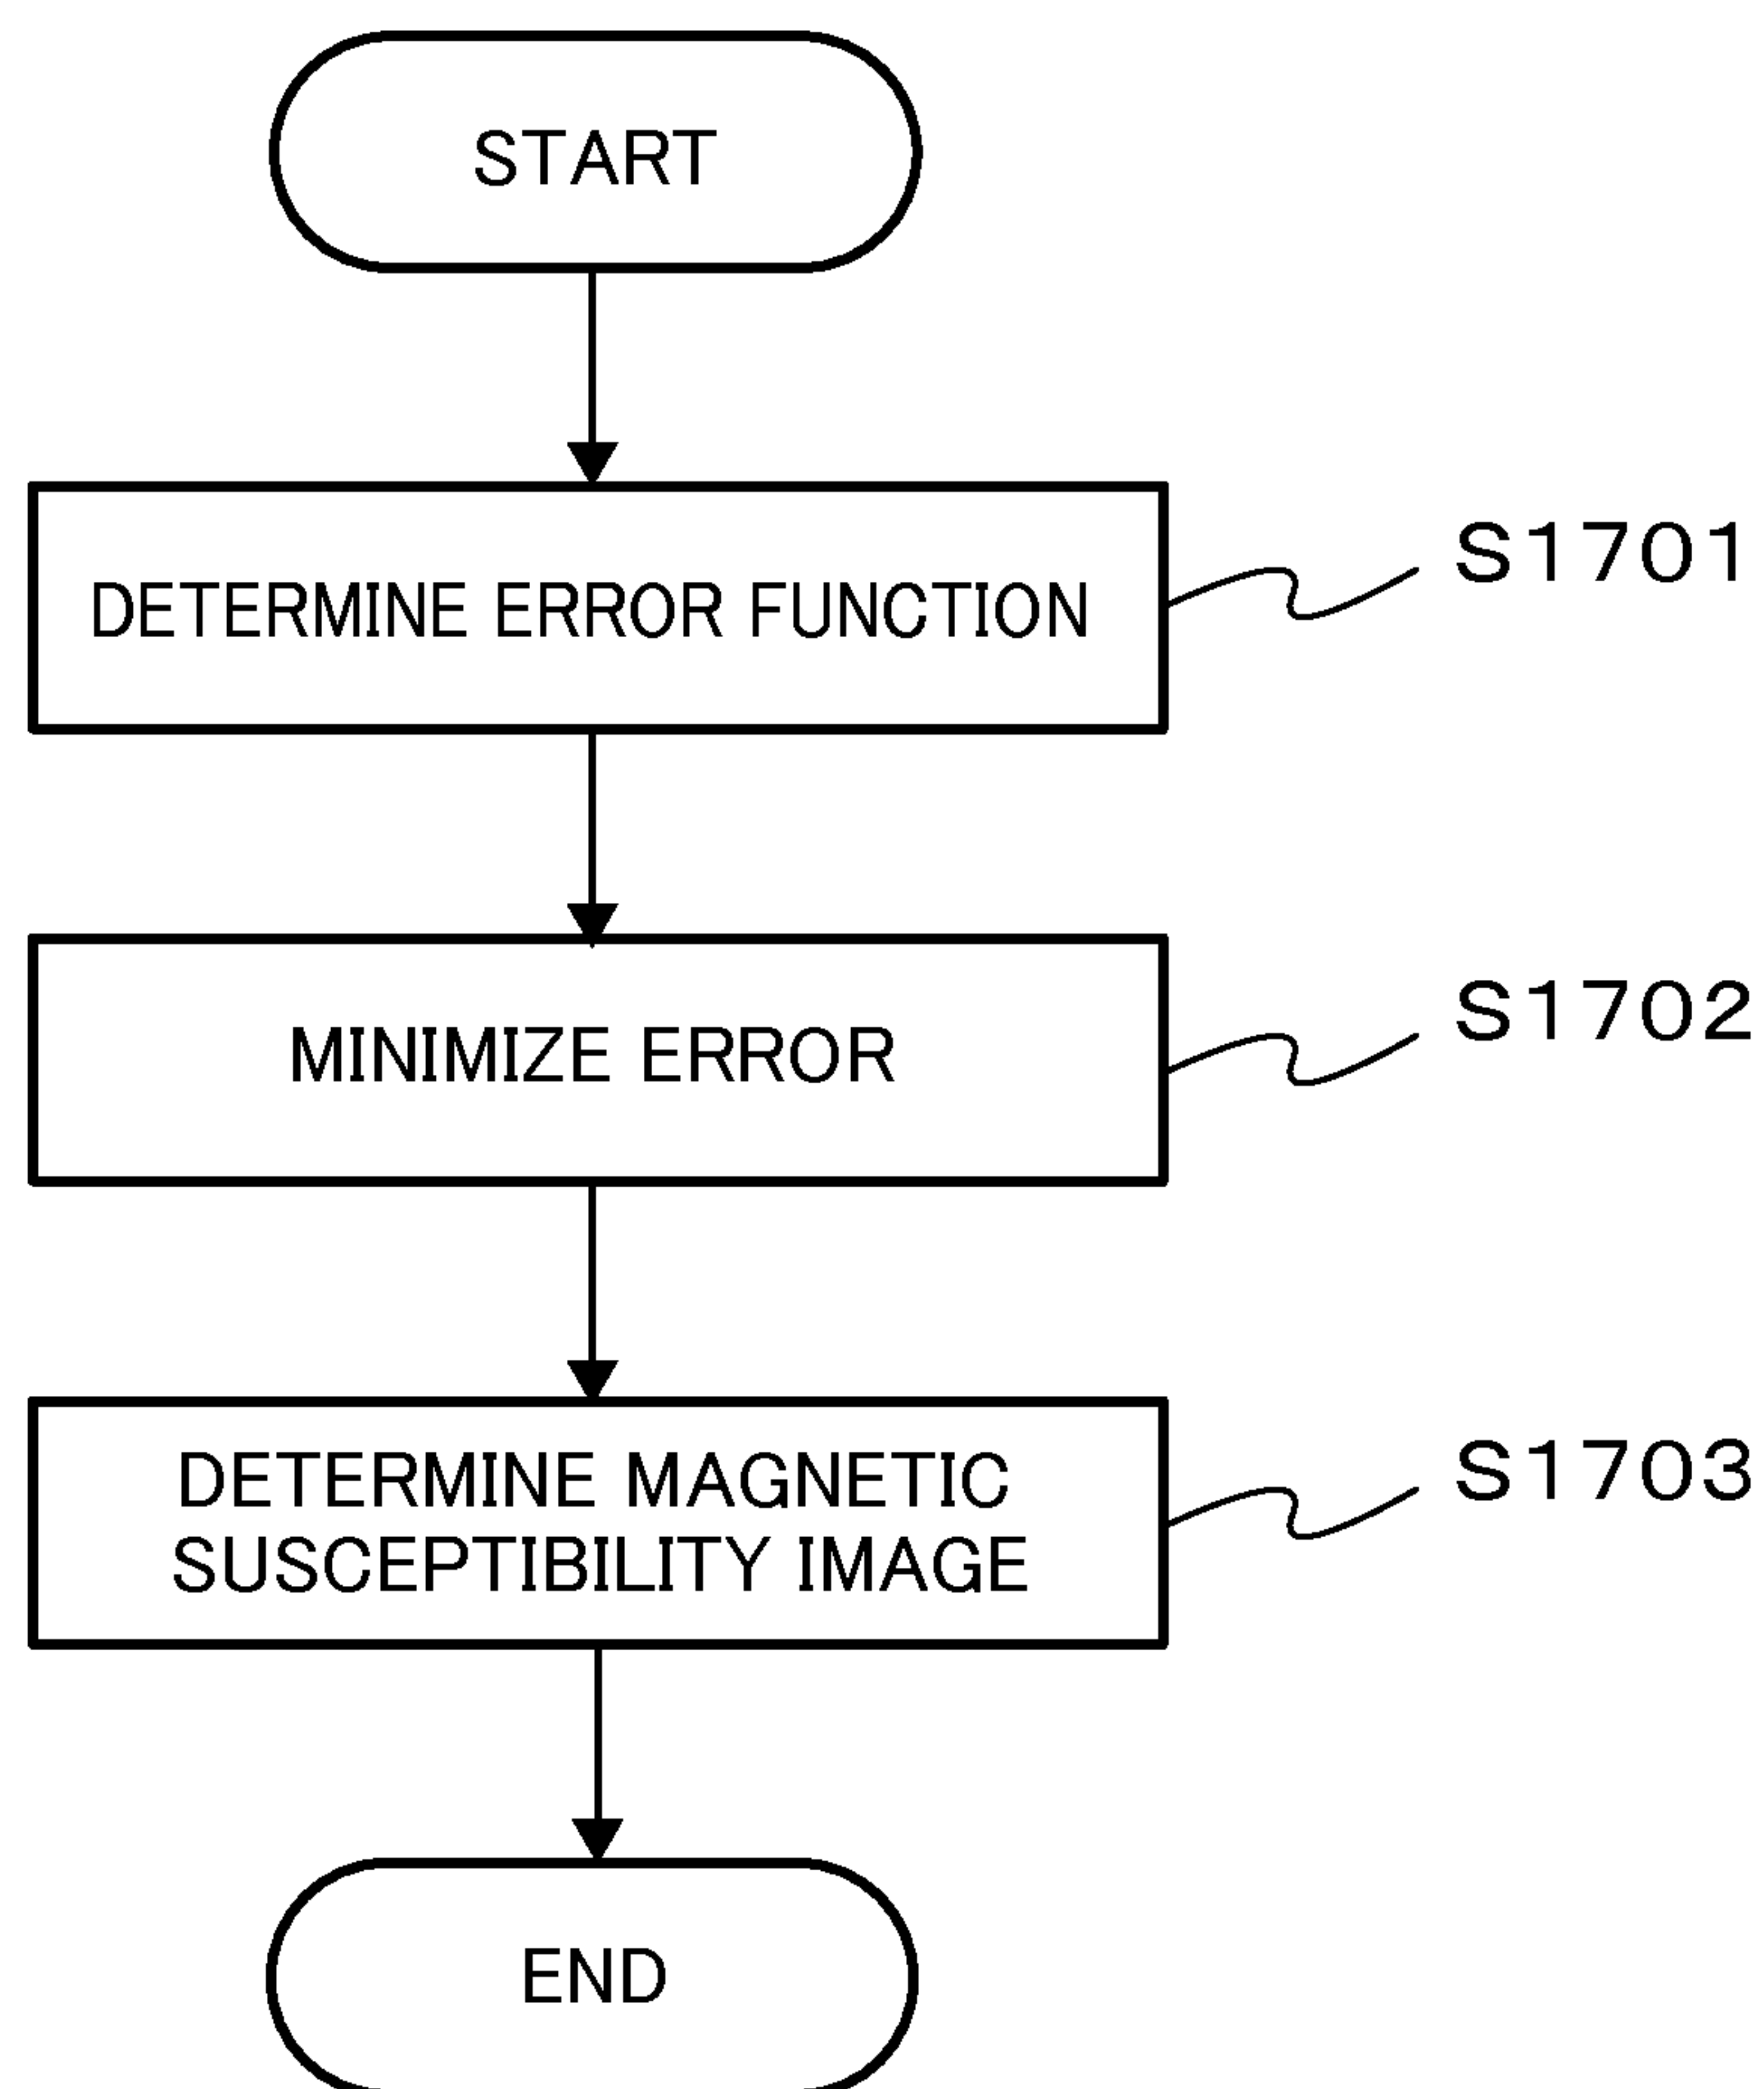 START
DETERMINE ERROR FUNCTION
S1701
MINIMIZE ERROR
S1702
DETERMINE MAGNETIC
SUSCEPTIBILITY IMAGE
S1703
END